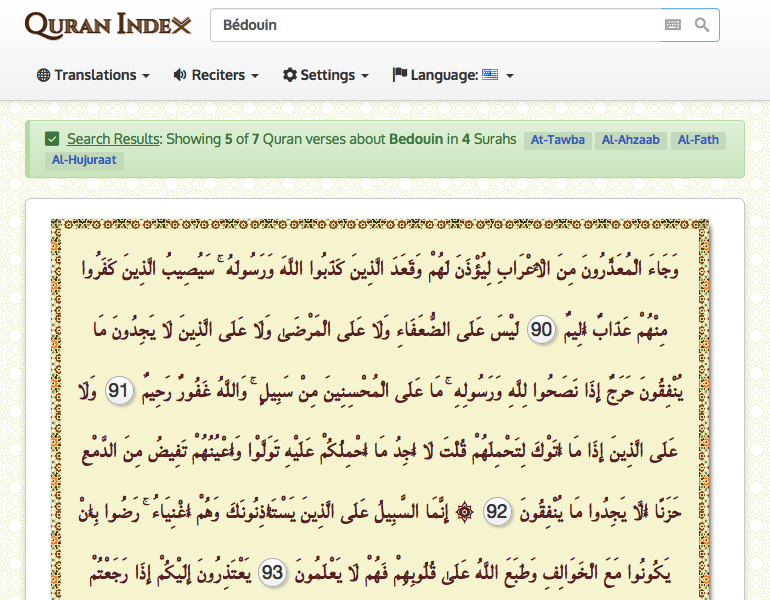 QURAN INDEX
Bédouin
Translations Reciters Settings Language:
Search Results: Showing 5 of 7 Quran verses about Bedouin in 4 Surahs At-Tawba Al-Ahzaab Al-Fath
Al-Hujuraat
وَجَاءَ الْمُعَذِّرُونَ مِنَ الْأَعْرَابِ لِيُؤْذَنَ لَهُمْ وَقَعَدَ الَّذِينَ كَذَبُوا اللَّهَ وَرَسُولَهُ ۚ سَيُصِيبُ الَّذِينَ كَفَرُوا
مِنْهُمْ عَذَابٌ أَلِيمٌ 90 لَيْسَ عَلَى الضُّعَفَاءِ وَلَا عَلَى الْمَرْضَىٰ وَلَا عَلَى الَّذِينَ لَا يَجِدُونَ مَا
يُنْفِقُونَ حَرَجٌ إِذَا نَصَحُوا لِلَّهِ وَرَسُولِهِ ۚ مَا عَلَى الْمُحْسِنِينَ مِنْ سَبِيلٍ ۚ وَاللَّهُ غَفُورٌ رَحِيمٌ 91 وَلَا
عَلَى الَّذِينَ إِذَا مَا أَتَوْكَ لِتَحْمِلَهُمْ قُلْتَ لَا أَجِدُ مَا أَحْمِلُكُمْ عَلَيْهِ تَوَلَّوْا وَأَعْيُنُهُمْ تَفِيضُ مِنَ الدَّمْعِ
حَزَنًا أَلَّا يَجِدُوا مَا يُنْفِقُونَ 92 ۞ إِنَّمَا السَّبِيلُ عَلَى الَّذِينَ يَسْتَأْذِنُونَكَ وَهُمْ أَغْنِيَاءُ ۚ رَضُوا بِأَنْ
يَكُونُوا مَعَ الْخَوَالِفِ وَطَبَعَ اللَّهُ عَلَىٰ قُلُوبِهِمْ فَهُمْ لَا يَعْلَمُونَ 93 يَعْتَذِرُونَ إِلَيْكُمْ إِذَا رَجَعْتُمْ